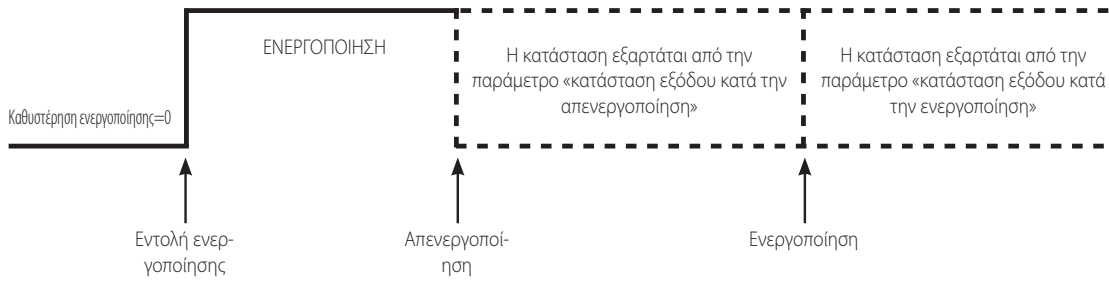 ΕΝΕΡΓΟΠΟΙΗΣΗ
Η κατάσταση εξαρτάται από την
παράμετρο «κατάσταση εξόδου κατά την
απενεργοποίηση»
Η κατάσταση εξαρτάται από την
παράμετρο «κατάσταση εξόδου κατά
την ενεργοποίηση»
Καθυστέρηση ενεργοποίησης=0
Εντολή ενερ-
γοποίησης
Απενεργοποί-
ηση
Ενεργοποίηση